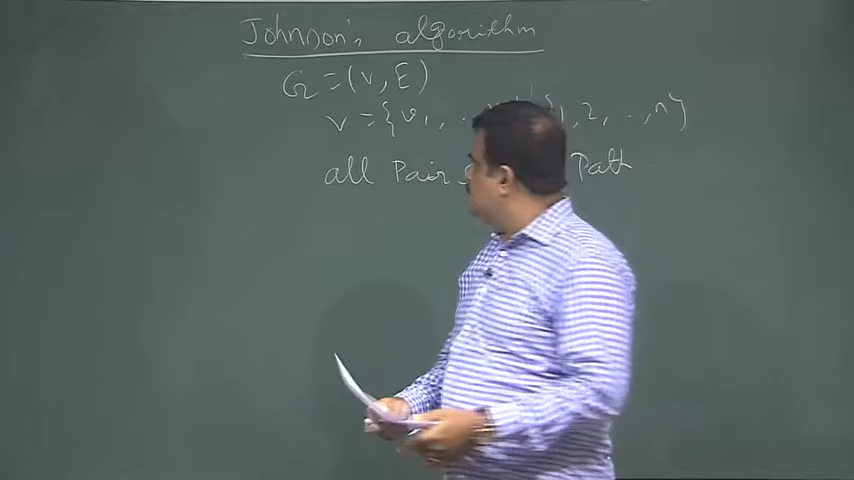 Johnson's algorithm
G = (V, E)
V = {v1, . . {1, 2, . ., n}
all Pair Path